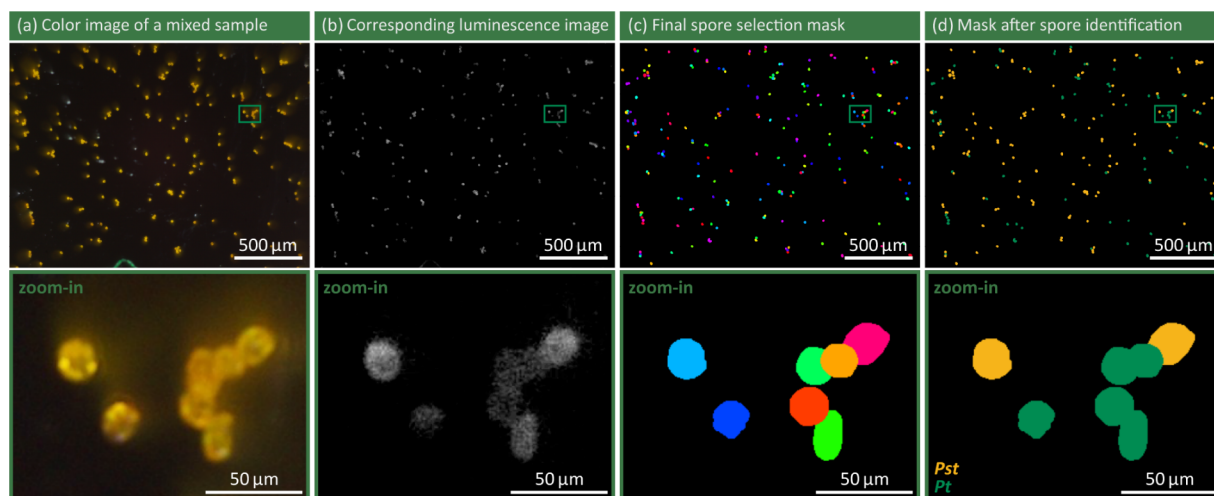 (a) Color image of a mixed sample
(b) Corresponding luminescence image
(c) Final spore selection mask
(d) Mask after spore identification
500 µm
500 µm
500 µm
500 µm
zoom-in
zoom-in
zoom-in
zoom-in
Pst
Pt
50 µm
50 µm
50 µm
50 µm